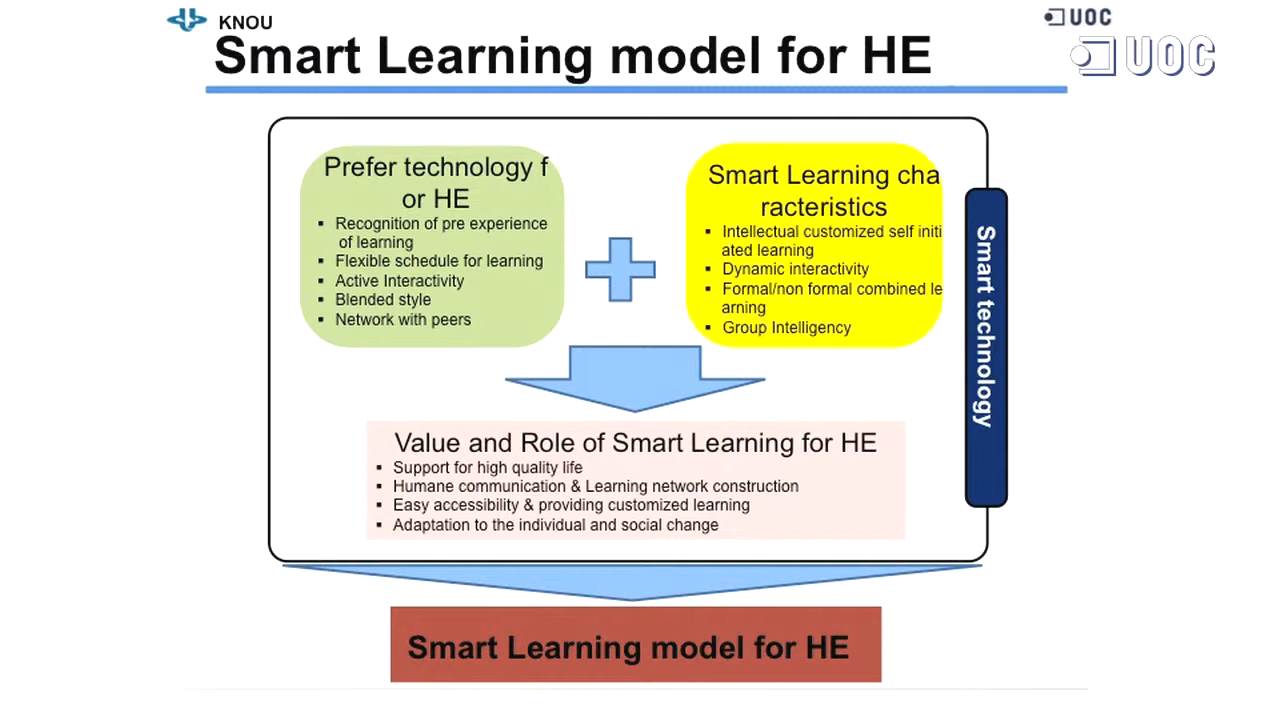 KNOU
UOC
Smart Learning model for HE
UOC
Prefer technology f
or HE
▪ Recognition of pre experience
of learning
▪ Flexible schedule for learning
▪ Active Interactivity
▪ Blended style
▪ Network with peers
Smart Learning cha
racteristics
▪ Intellectual customized self initi
ated learning
▪ Dynamic interactivity
▪ Formal/non formal combined le
arning
▪ Group Intelligency
Smart technology
Value and Role of Smart Learning for HE
▪ Support for high quality life
▪ Humane communication & Learning network construction
▪ Easy accessibility & providing customized learning
▪ Adaptation to the individual and social change
Smart Learning model for HE